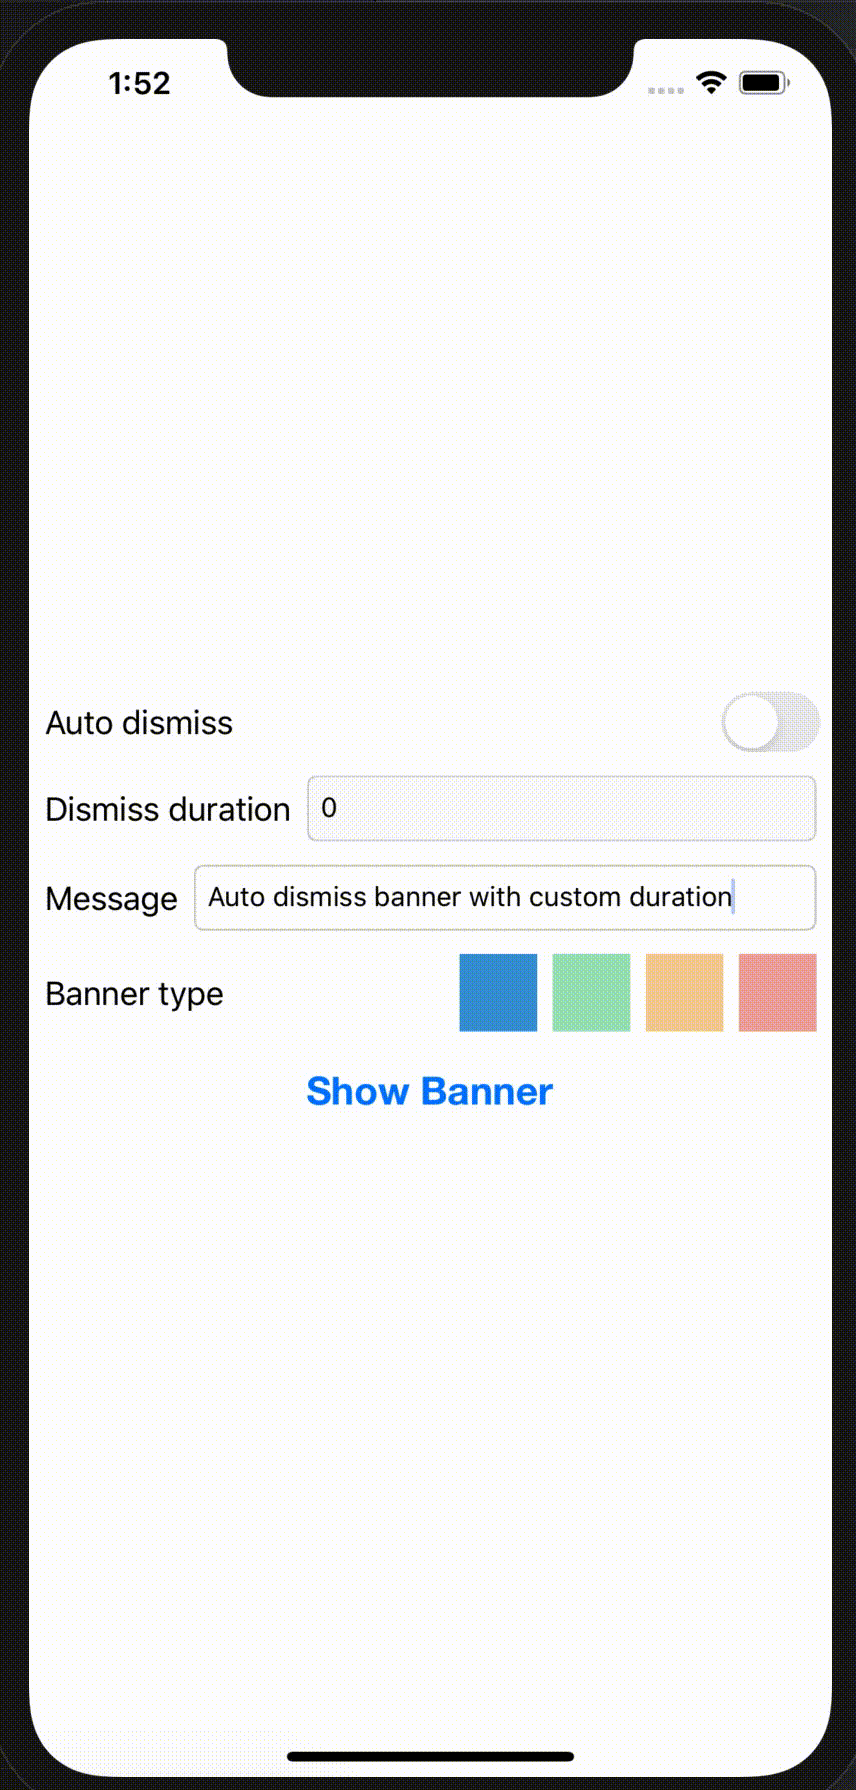 1:52
Auto dismiss
Dismiss duration 0
Message Auto dismiss banner with custom duration
Banner type
Show Banner